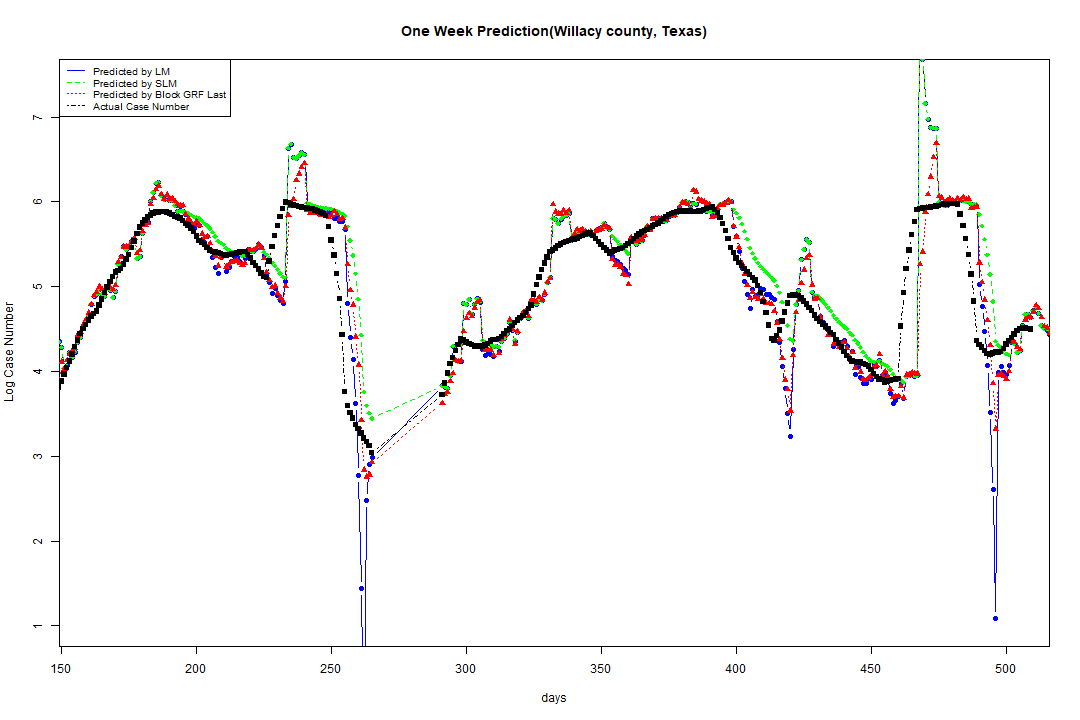 One Week Prediction(Willacy county, Texas)
Predicted by LM
Predicted by SLM
Predicted by Block GRF Last
Actual Case Number
Log Case Number
7
6
5
4
3
2
1
150 200 250 300 350 400 450 500
days